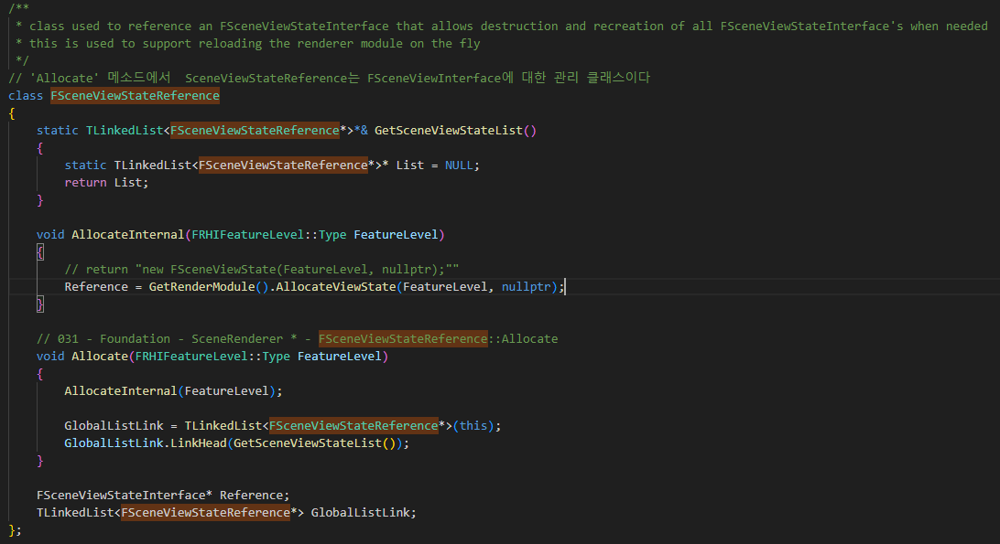 /**
 * class used to reference an FSceneViewStateInterface that allows destruction and recreation of all FSceneViewStateInterface's when needed
 * this is used to support reloading the renderer module on the fly
 */
// 'Allocate' 메소드에서  SceneViewStateReference는 FSceneViewInterface에 대한 관리 클래스이다
class FSceneViewStateReference
{
    static TLinkedList<FSceneViewStateReference*>*& GetSceneViewStateList()
    {
        static TLinkedList<FSceneViewStateReference*>* List = NULL;
        return List;
    }

    void AllocateInternal(FRHIFeatureLevel::Type FeatureLevel)
    {
        // return "new FSceneViewState(FeatureLevel, nullptr);""
        Reference = GetRenderModule().AllocateViewState(FeatureLevel, nullptr);
    }

    // 031 - Foundation - SceneRenderer * - FSceneViewStateReference::Allocate
    void Allocate(FRHIFeatureLevel::Type FeatureLevel)
    {
        AllocateInternal(FeatureLevel);

        GlobalListLink = TLinkedList<FSceneViewStateReference*>(this);
        GlobalListLink.LinkHead(GetSceneViewStateList());
    }

    FSceneViewStateInterface* Reference;
    TLinkedList<FSceneViewStateReference*> GlobalListLink;
};